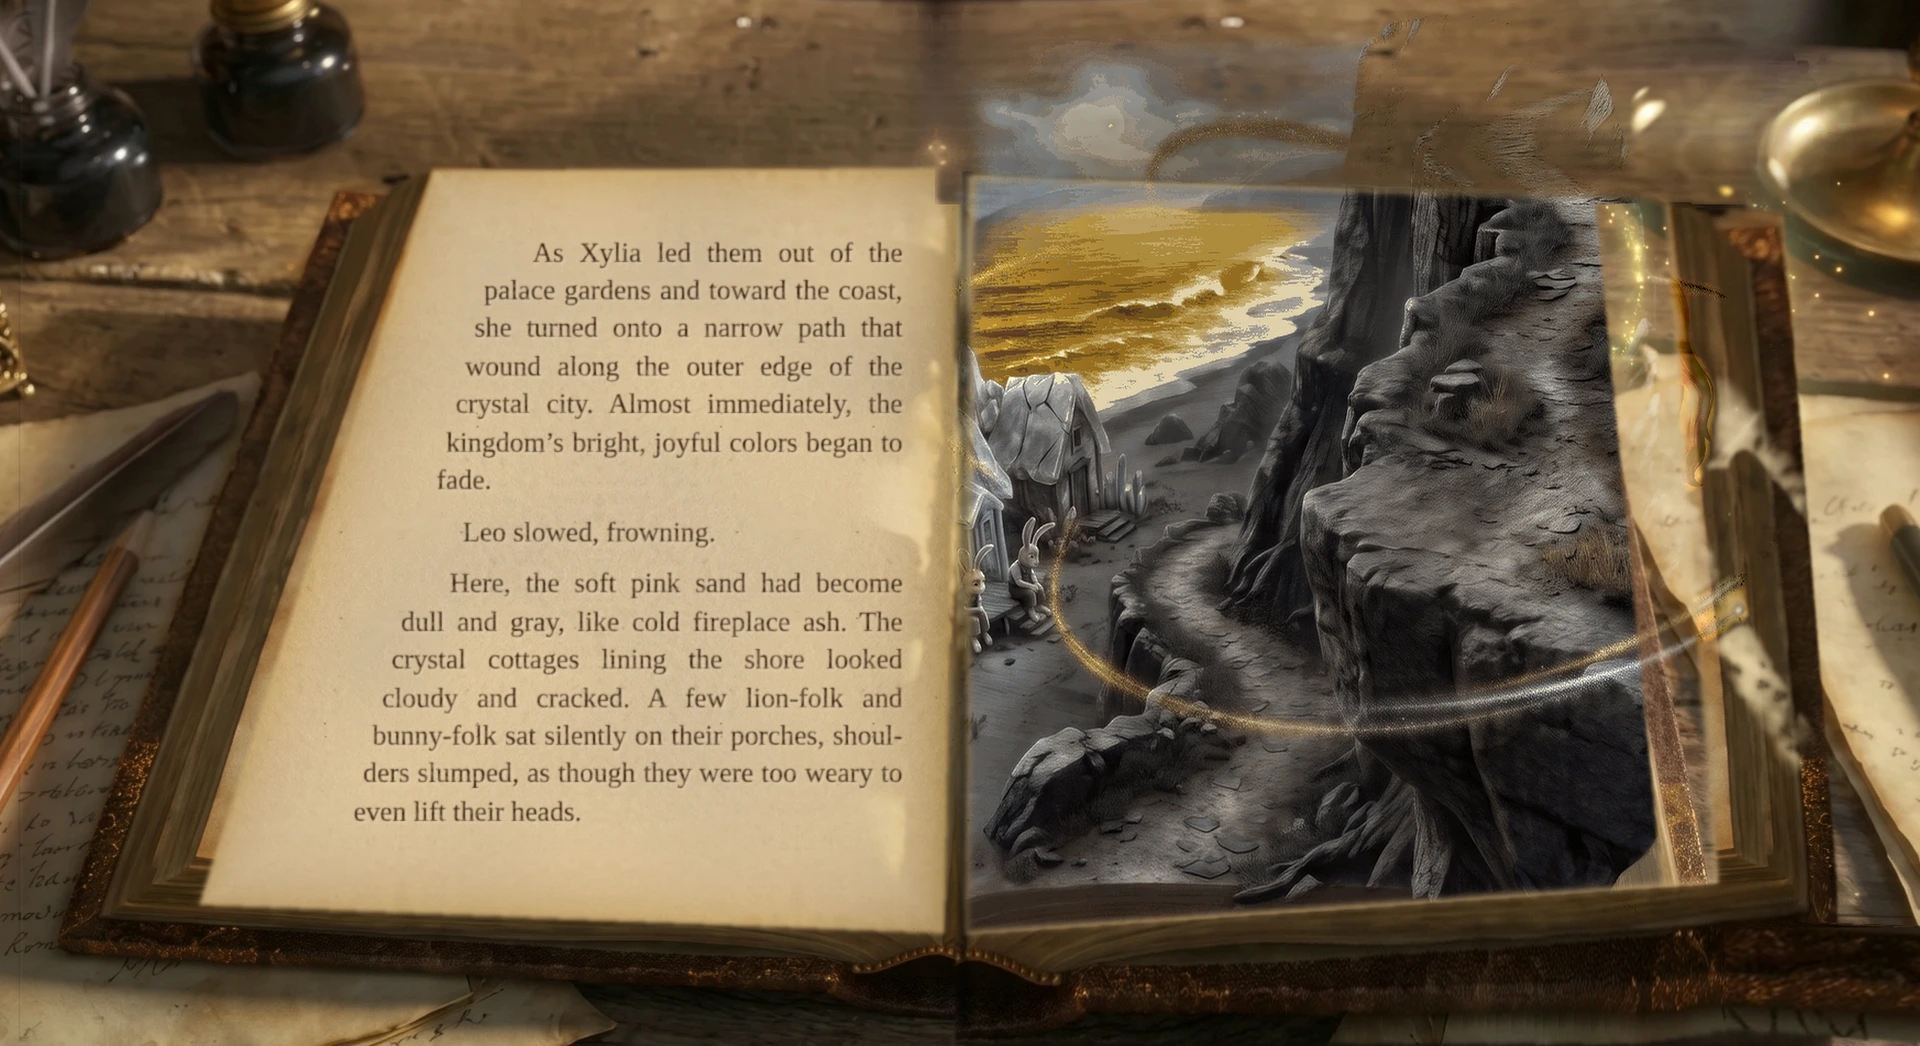 As Xylia led them out of the
palace gardens and toward the coast,
she turned onto a narrow path that
wound along the outer edge of the
crystal city. Almost immediately, the
kingdom’s bright, joyful colors began to
fade.
Leo slowed, frowning.
Here, the soft pink sand had become
dull and gray, like cold fireplace ash. The
crystal cottages lining the shore looked
cloudy and cracked. A few lion-folk and
bunny-folk sat silently on their porches, shoul-
ders slumped, as though they were too weary to
even lift their heads.